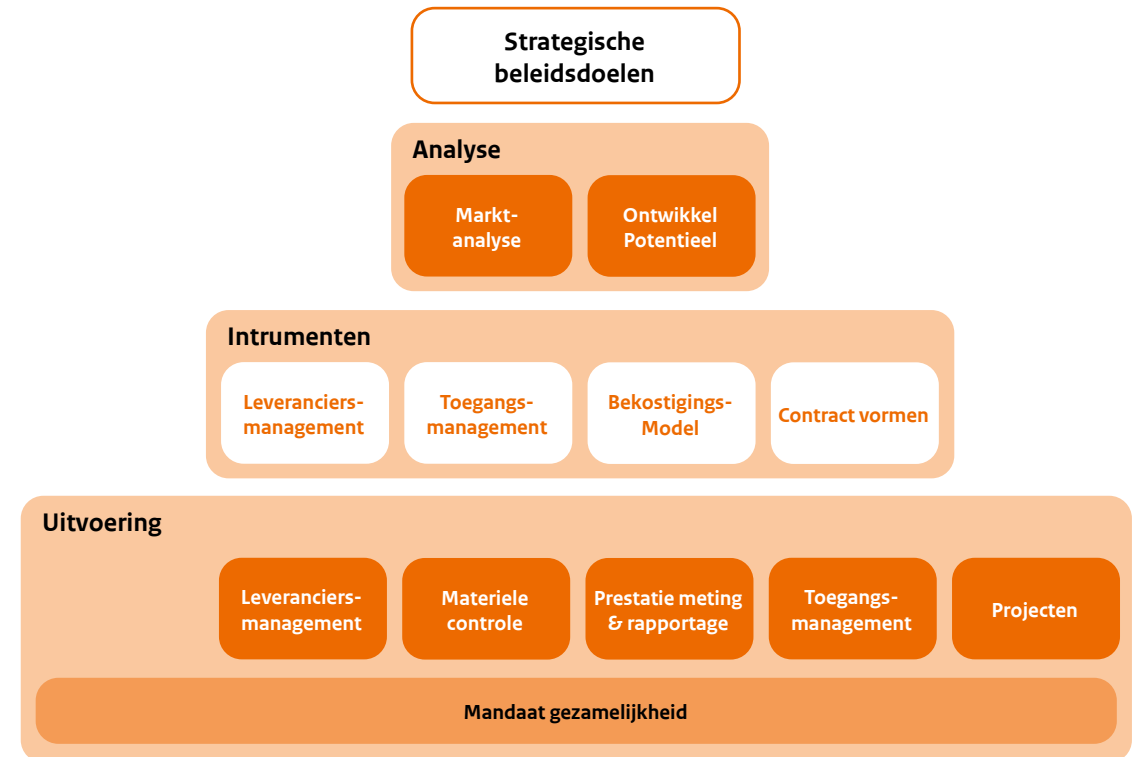 Strategische
beleidsdoelen
Analyse
Markt-
analyse
Ontwikkel
Potentieel
Intrumenten
Leveranciers-
management
Toegangs-
management
Bekostigings-
Model
Contract vormen
Uitvoering
Leveranciers-
management
Materiele
controle
Prestatie meting
& rapportage
Toegangs-
management
Projecten
Mandaat gezamelijkheid